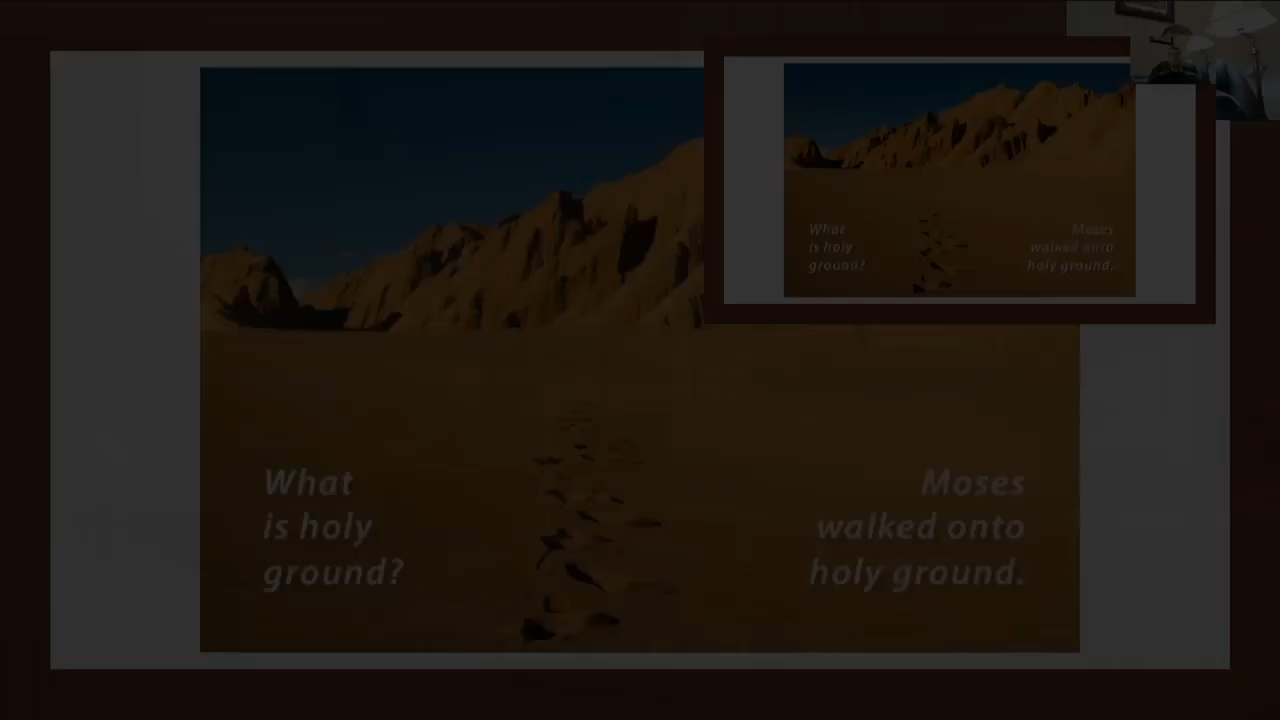 What
is holy
ground?
Moses
walked onto
holy ground.
What
is holy
ground?
Moses
walked onto
holy ground.